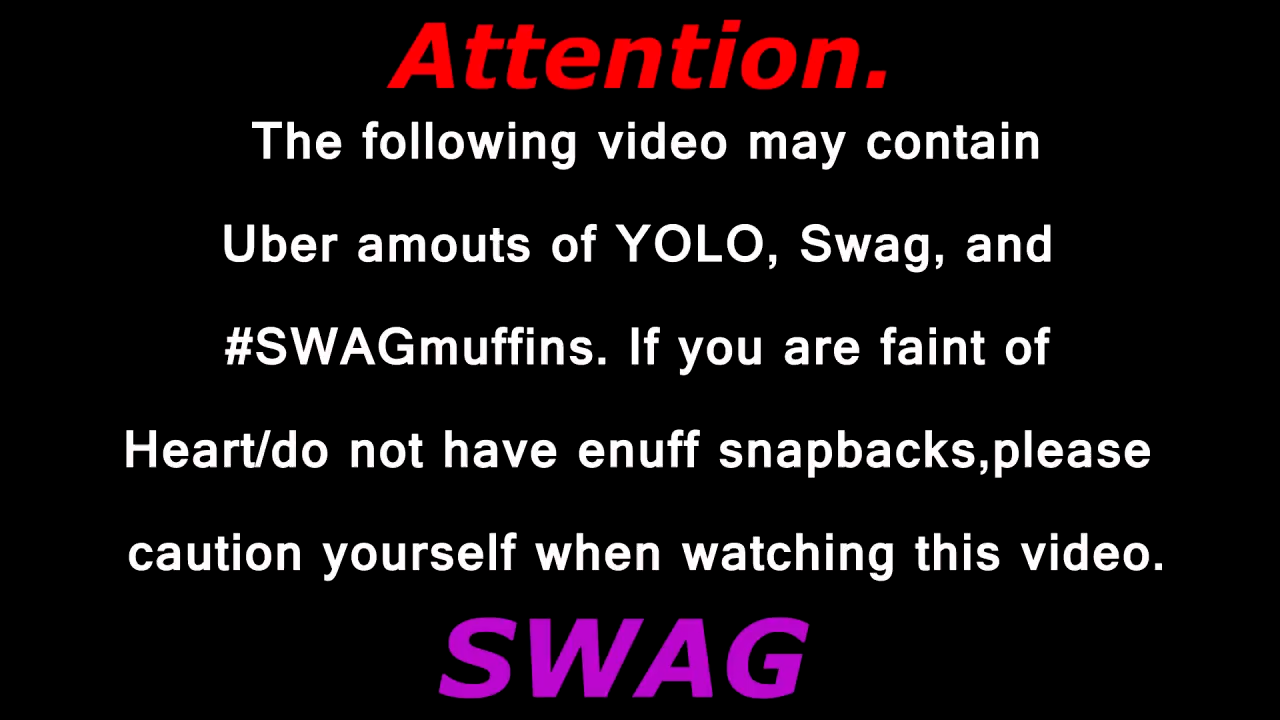 Attention.
The following video may contain
Uber amouts of YOLO, Swag, and
#SWAGmuffins. If you are faint of
Heart/do not have enuff snapbacks,please
caution yourself when watching this video.
SWAG